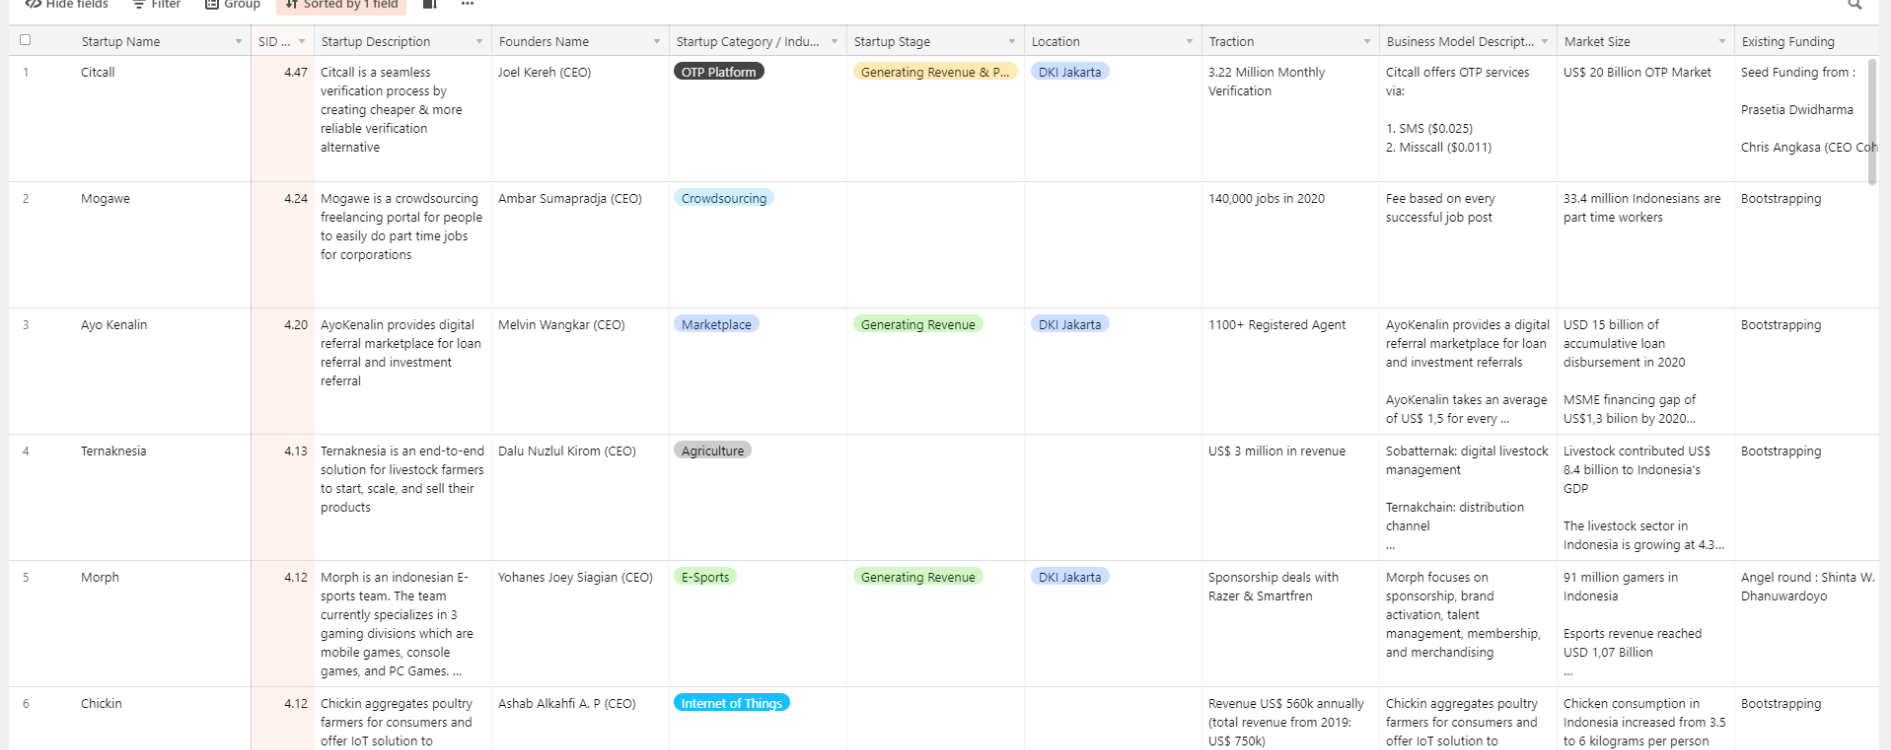 Hide fields Filter Group Sorted by 1 field ...
Startup Name SID ... Startup Description Founders Name Startup Category / Indu... Startup Stage Location Traction Business Model Descript... Market Size Existing Funding
1 Citcall 4.47
Citcall is a seamless
verification process by
creating cheaper & more
reliable verification
alternative
Joel Kereh (CEO)
OTP Platform
Generating Revenue & P...
DKI Jakarta
3.22 Million Monthly
Verification
Citcall offers OTP services
via:
1. SMS ($0.025)
2. Misscall ($0.011)
US$ 20 Billion OTP Market
Seed Funding from :
Prasetia Dwidharma
Chris Angkasa (CEO Coh
2 Mogawe 4.24
Mogawe is a crowdsourcing
freelancing portal for people
to easily do part time jobs
for corporations
Ambar Sumapradja (CEO)
Crowdsourcing
140,000 jobs in 2020
Fee based on every
successful job post
33.4 million Indonesians are
part time workers
Bootstrapping
3 Ayo Kenalin 4.20
AyoKenalin provides digital
referral marketplace for loan
referral and investment
referral
Melvin Wangkar (CEO)
Marketplace
Generating Revenue
DKI Jakarta
1100+ Registered Agent
AyoKenalin provides a digital
referral marketplace for loan
and investment referrals
AyoKenalin takes an average
of US$ 1,5 for every ...
USD 15 billion of
accumulative loan
disbursement in 2020
MSME financing gap of
US$1,3 bilion by 2020...
Bootstrapping
4 Ternaknesia 4.13
Ternaknesia is an end-to-end
solution for livestock farmers
to start, scale, and sell their
products
Dalu Nuzlul Kirom (CEO)
Agriculture
US$ 3 million in revenue
Sobatternak: digital livestock
management
Ternakchain: distribution
channel
...
Livestock contributed US$
8.4 billion to Indonesia's
GDP
The livestock sector in
Indonesia is growing at 4.3...
Bootstrapping
5 Morph 4.12
Morph is an indonesian E-
sports team. The team
currently specializes in 3
gaming divisions which are
mobile games, console
games, and PC Games. ...
Yohanes Joey Siagian (CEO)
E-Sports
Generating Revenue
DKI Jakarta
Sponsorship deals with
Razer & Smartfren
Morph focuses on
sponsorship, brand
activation, talent
management, membership,
and merchandising
91 million gamers in
Indonesia
Esports revenue reached
USD 1,07 Billion
...
Angel round : Shinta W.
Dhanuwardoyo
6 Chickin 4.12
Chickin aggregates poultry
farmers for consumers and
offer IoT solution to
Ashab Alkahfi A. P (CEO)
Internet of Things
Revenue US$ 560k annually
(total revenue from 2019:
US$ 750k)
Chickin aggregates poultry
farmers for consumers and
offer IoT solution to
Chicken consumption in
Indonesia increased from 3.5
to 6 kilograms per person
Bootstrapping